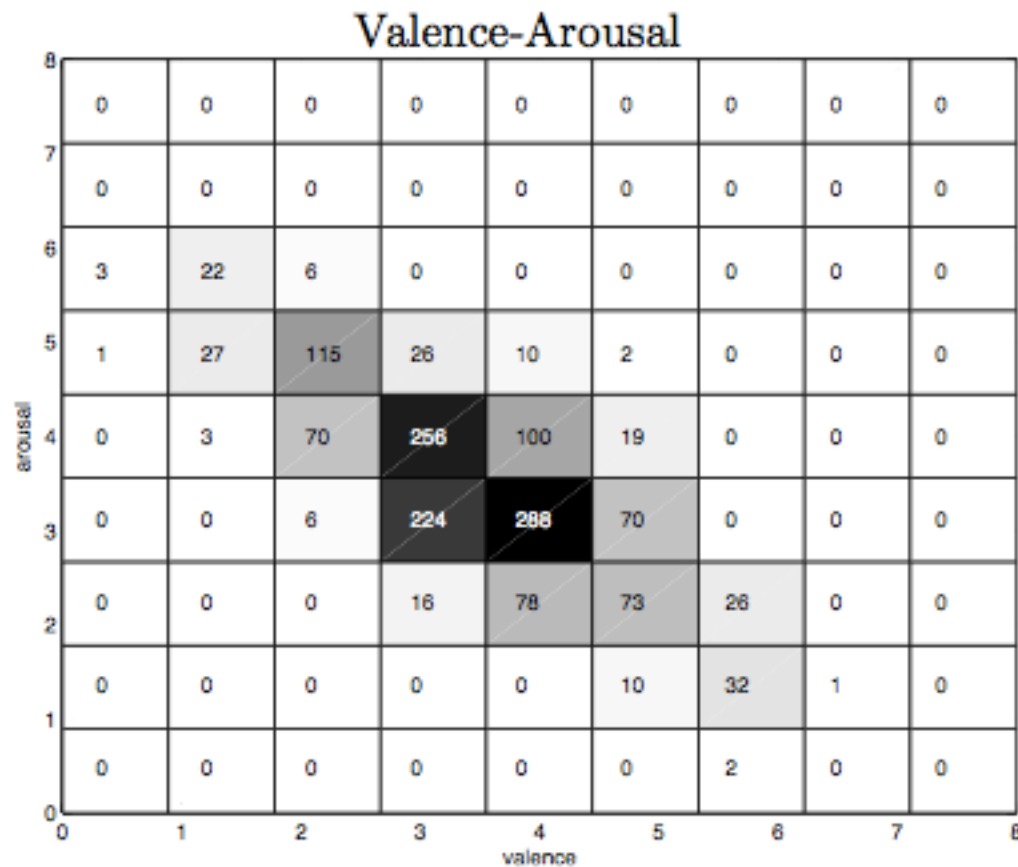 Valence-Arousal
8
0 0 0 0 0 0 0 0 0
7
0 0 0 0 0 0 0 0 0
6
3 22 6 0 0 0 0 0 0
5
1 27 115 26 10 2 0 0 0
arousal
4
0 3 70 256 100 19 0 0 0
3
0 0 6 224 288 70 0 0 0
2
0 0 0 16 78 73 26 0 0
0 0 0 0 0 10 32 1 0
1
0 0 0 0 0 0 2 0 0
0
0 1 2 3 4 5 6 7 8
valence